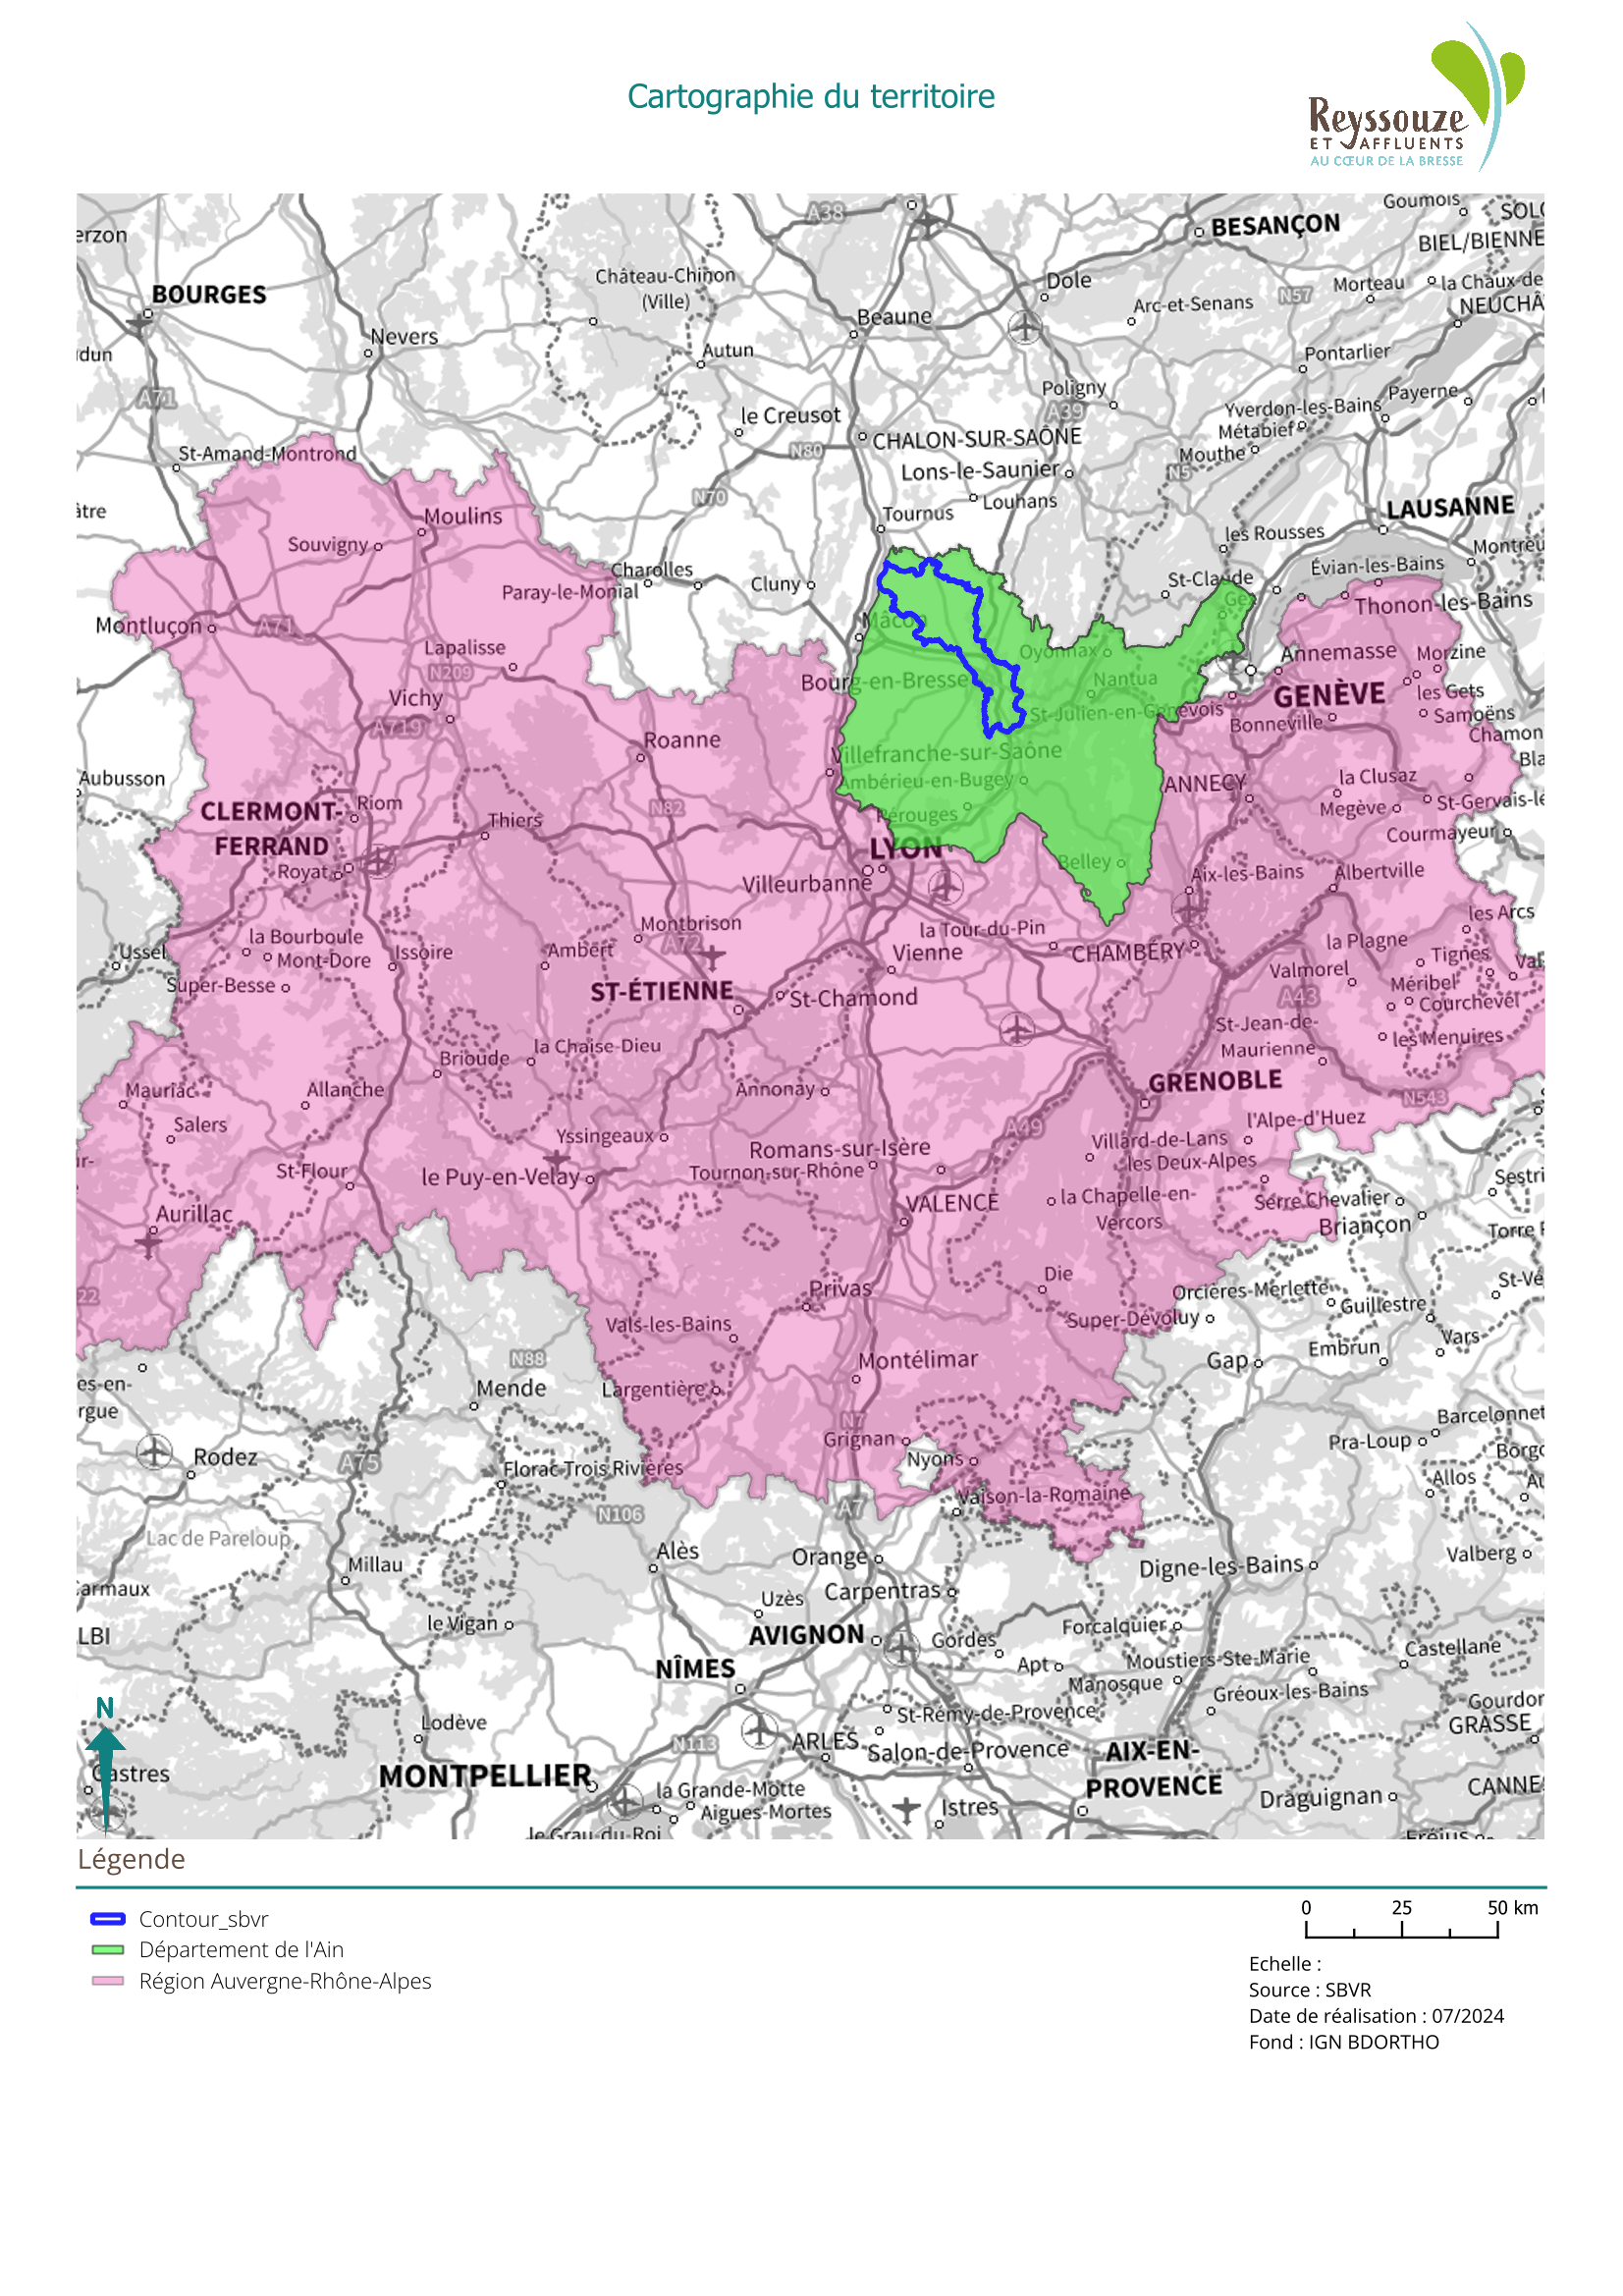 Cartographie du territoire
Reyssouze
ET AFFLUENTS
AU CŒUR DE LA BRESSE
A38
Goumois
BESANÇON
BIEL/BIENNE
Château-Chinon
(Ville)
Dole
Morteau
la Chaux-de
N57
BOURGES
Arc-et-Senans
Beaune
Nevers
Autun
Pontarlier
A71
Poligny
A39
Payerne
Yverdon-les-Bains
le Creusot
CHALON-SUR-SAÔNE
Métabief
N80
Mouthe
St-Amand-Montrond
Lons-le-Saunier
N5
N70
Louhans
LAUSANNE
Tournus
Moulins
les Rousses
Souvigny
Évian-les-Bains
Charolles
Cluny
St-Claude
Paray-le-Monial
Thonon-les-Bains
Montluçon
A71
Mâcon
Lapalisse
Oyonnax
Annemasse
Morzine
N209
Bourg-en-Bresse
Nantua
GENÈVE
les Gets
Vichy
St-Julien-en-Genevois
Bonneville
Samoëns
A719
Roanne
Villefranche-sur-Saône
Aubusson
Ambérieu-en-Bugey
ANNECY
la Clusaz
Riom
CLERMONT-
FERRAND
N82
Pérouges
Megève
Thiers
Courmayeur
LYON
Royat
Belley
Aix-les-Bains
Albertville
Villeurbanne
les Arcs
Montbrison
la Tour-du-Pin
la Bourboule
A72
la Plagne
Ussel
Mont-Dore
Issoire
Ambert
Vienne
CHAMBÉRY
Tignes
Valmorel
Super-Besse
ST-ÉTIENNE
St-Chamond
Méribel
A43
Courchevel
St-Jean-de-
Maurienne
les Menuires
la Chaise-Dieu
Brioude
Mauriac
Allanche
Annonay
GRENOBLE
N543
Salers
A49
l'Alpe-d'Huez
Yssingeaux
Romans-sur-Isère
Villard-de-Lans
St-Flour
le Puy-en-Velay
Tournon-sur-Rhône
les Deux-Alpes
VALENCE
la Chapelle-en-
Vercors
Serre Chevalier
Aurillac
Briançon
Die
Privas
Orcières-Merlette
Guillestre
Super-Dévoluy
Vals-les-Bains
Vars
N88
Montélimar
Gap
Embrun
Mende
Largentière
N7
Pra-Loup
Rodez
A75
Grignan
Nyons
Florac Trois Rivières
Allos
Vaison-la-Romaine
N106
A7
Lac de Pareloup
Alès
Orange
Millau
Digne-les-Bains
Valberg
Uzès
Carpentras
le Vigan
AVIGNON
Gordes
Forcalquier
Castellane
NÎMES
Apt
Moustiers-Ste-Marie
Manosque
Gréoux-les-Bains
N
St-Rémy-de-Provence
Lodève
N113
ARLES
GRASSE
Salon-de-Provence
AIX-EN-
PROVENCE
Castres
MONTPELLIER
la Grande-Motte
Aigues-Mortes
Istres
Draguignan
le Grau-du-Roi
Légende
Contour_sbvr
Département de l'Ain
Région Auvergne-Rhône-Alpes
0 25 50 km
Echelle :
Source : SBVR
Date de réalisation : 07/2024
Fond : IGN BDORTHO